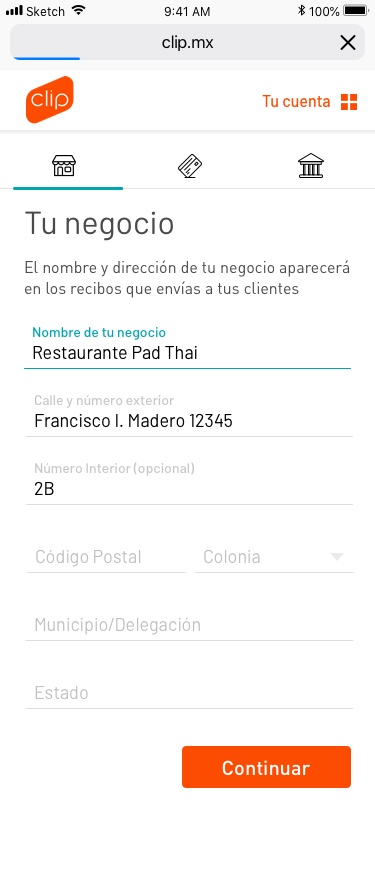 Sketch 9:41 AM 100%
clip.mx
clip Tu cuenta
Tu negocio
El nombre y dirección de tu negocio aparecerá
en los recibos que envías a tus clientes
Nombre de tu negocio
Restaurante Pad Thai
Calle y número exterior
Francisco I. Madero 12345
Número Interior (opcional)
2B
Código Postal Colonia
Municipio/Delegación
Estado
Continuar